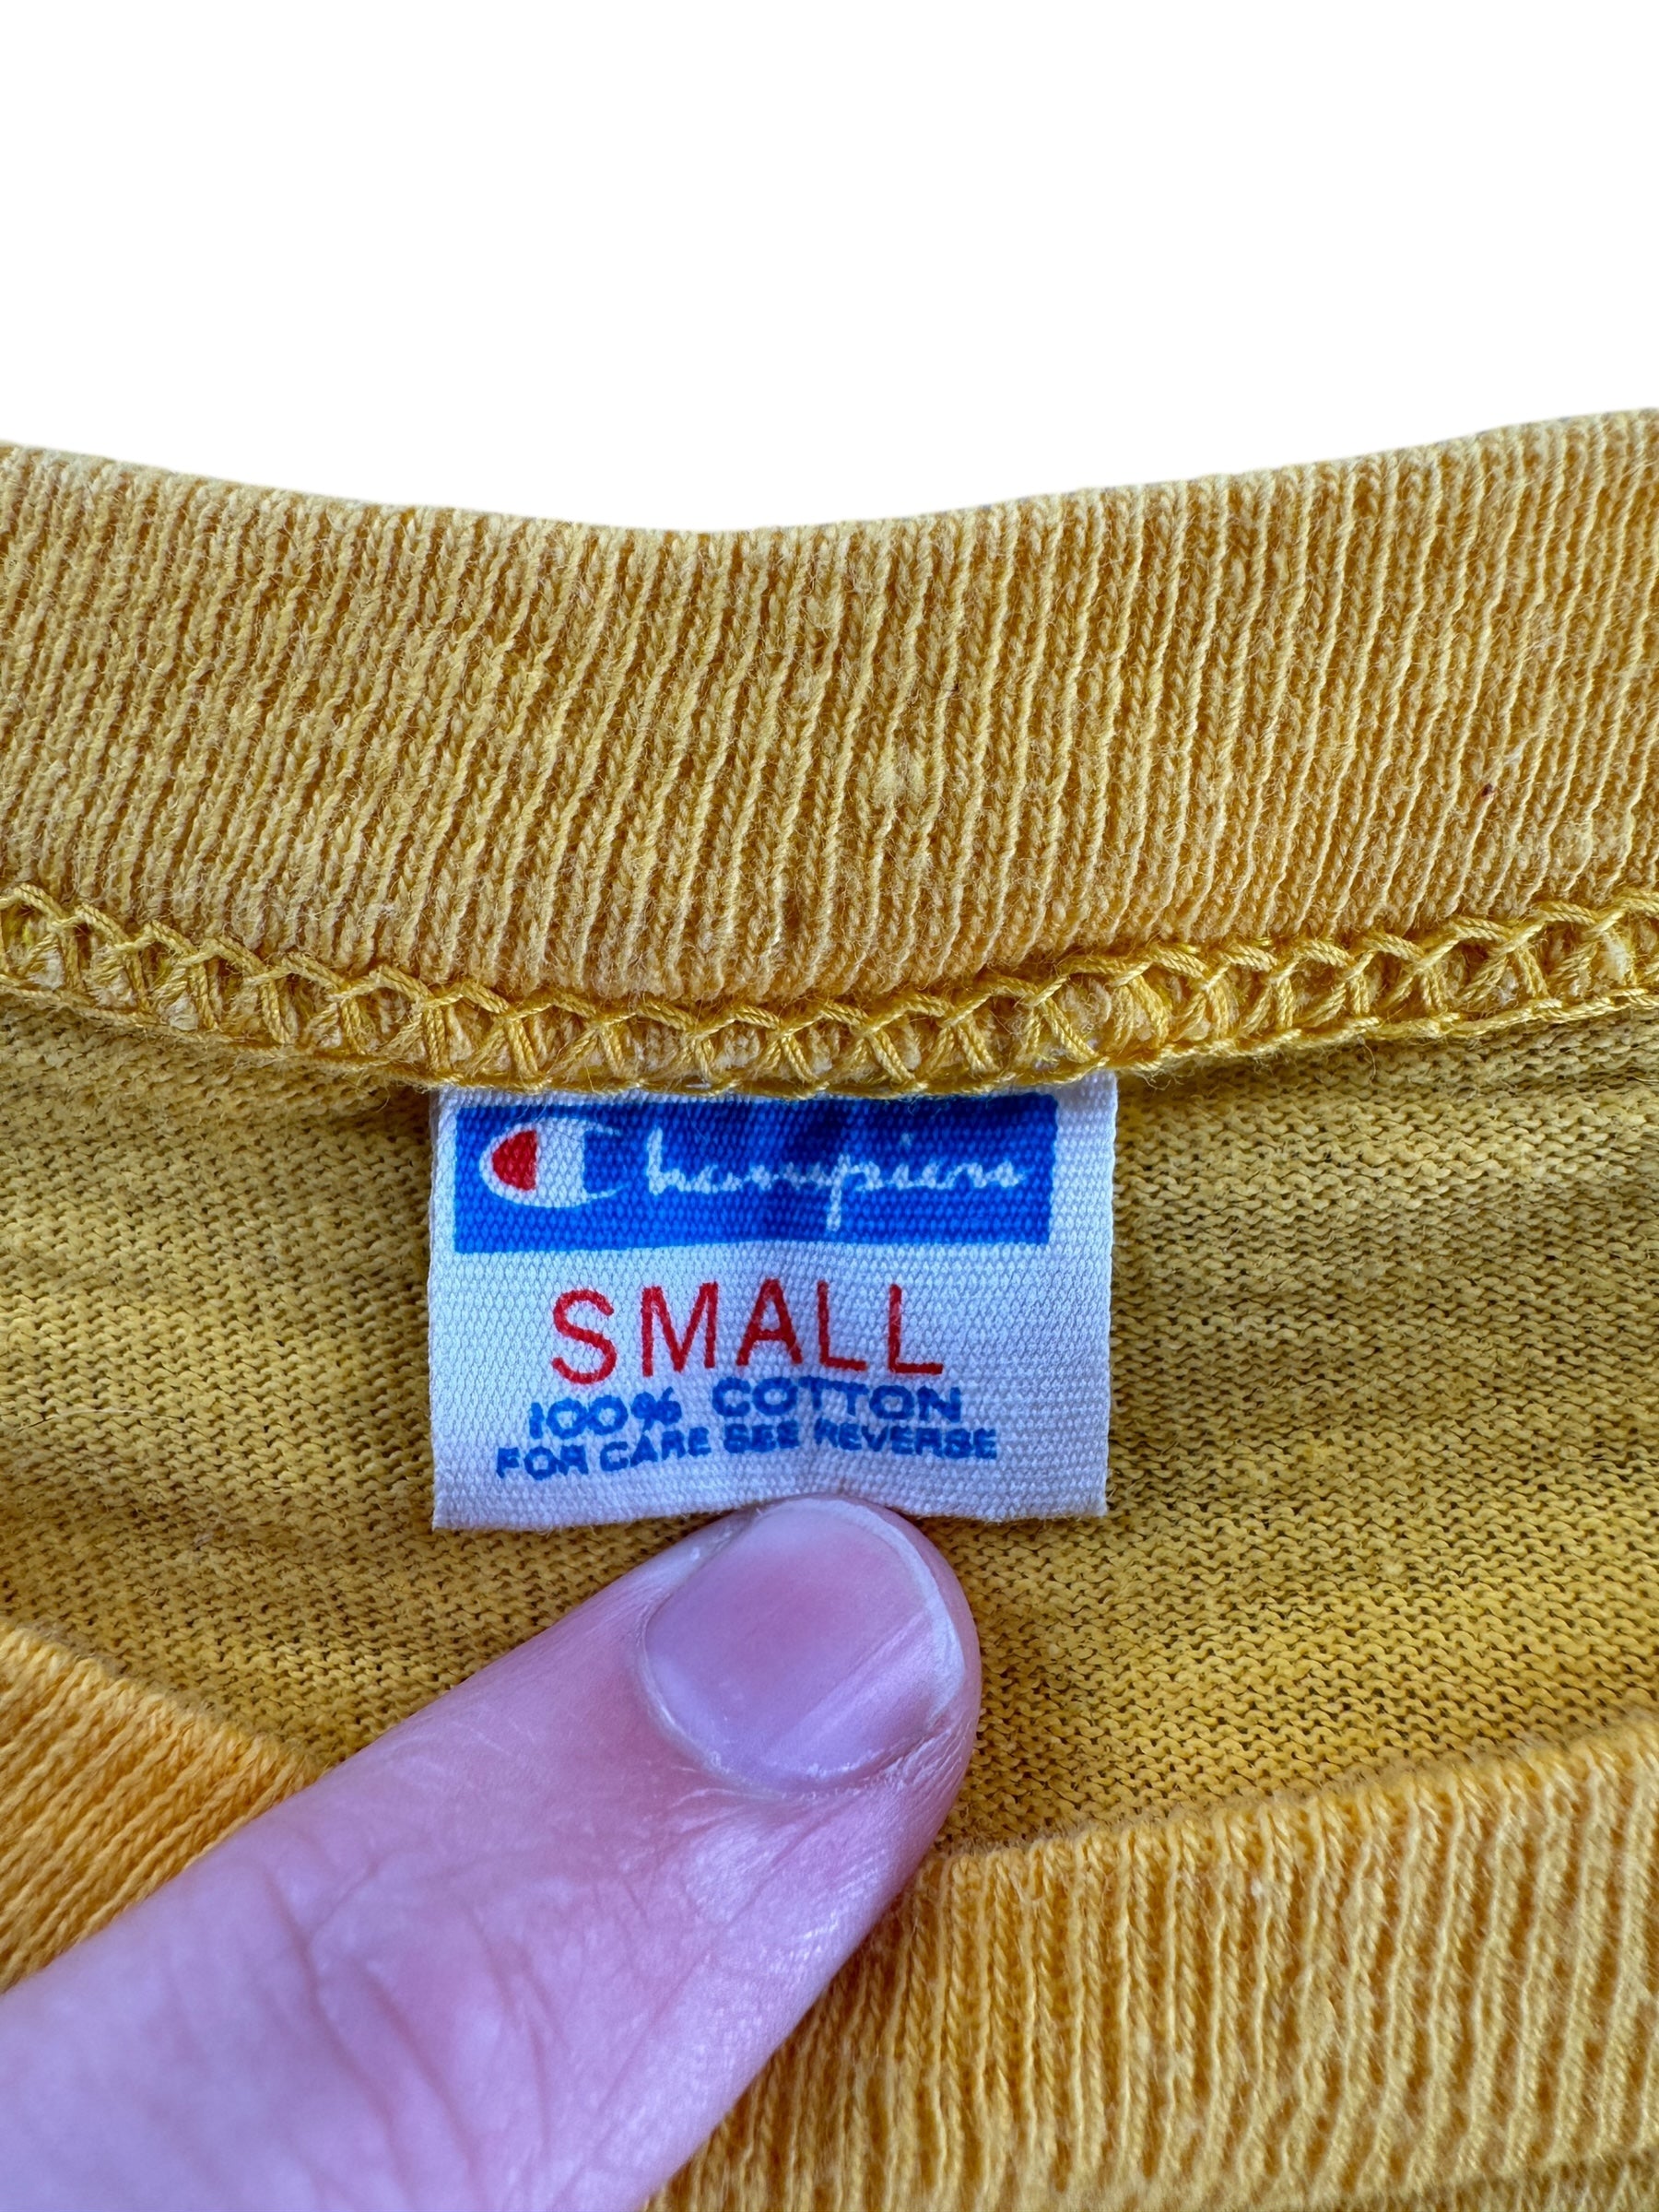 Champion
SMALL
100% COTTON
FOR CARE SEE REVERSE